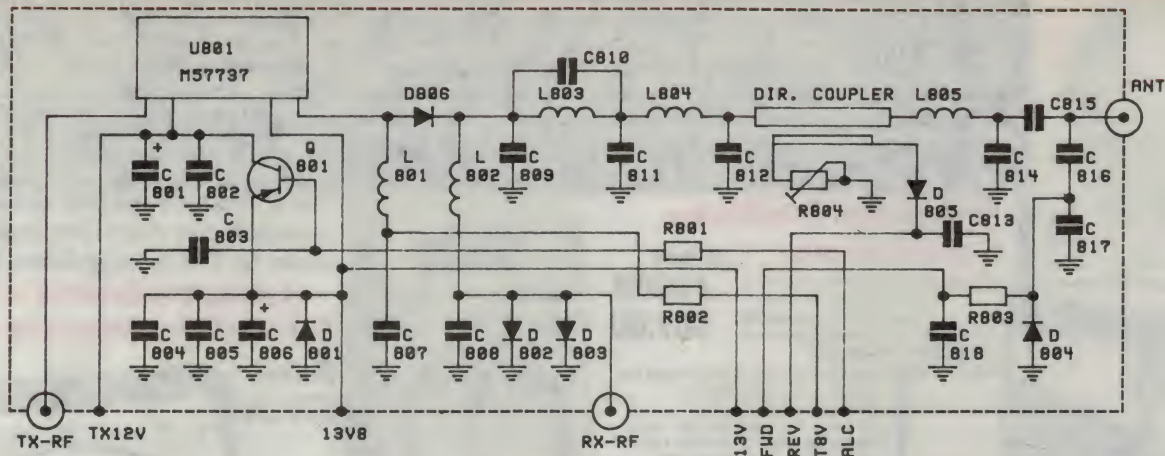 U801
M57737
D806
C810
L803
L804
DIR. COUPLER
L805
C815
ANT
+
C
801
C
802
Q
801
L
801
L
802
C
809
C
811
C
812
R804
D
805
C813
C
814
C
816
C
817
C
803
R801
R802
R803
C
804
C
805
+
C
806
D
801
C
807
C
808
D
802
D
803
C
818
D
804
TX-RF
TX12V
13V8
RX-RF
13V
FWD
REV
T8V
ALC